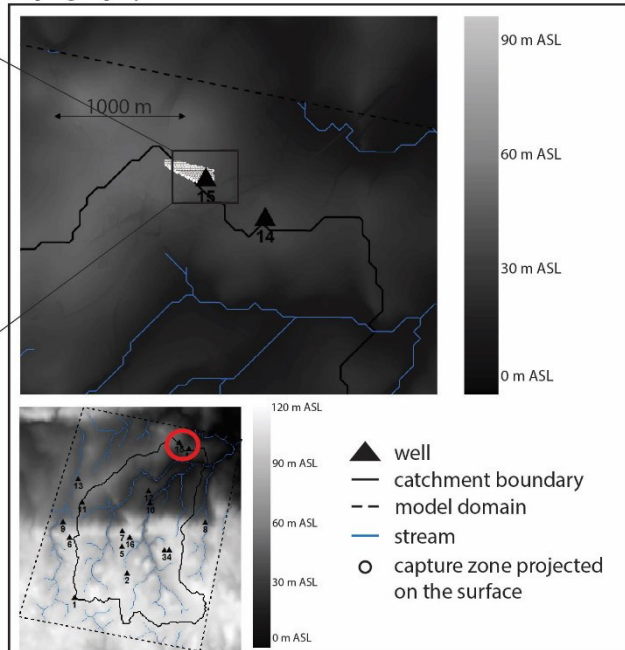 1000 m
15
14
90 m ASL
60 m ASL
30 m ASL
0 m ASL
120 m ASL
90 m ASL
60 m ASL
30 m ASL
0 m ASL
13
11
10
9
8
7
6
16
5
34
2
1
well
catchment boundary
model domain
stream
capture zone projected
on the surface